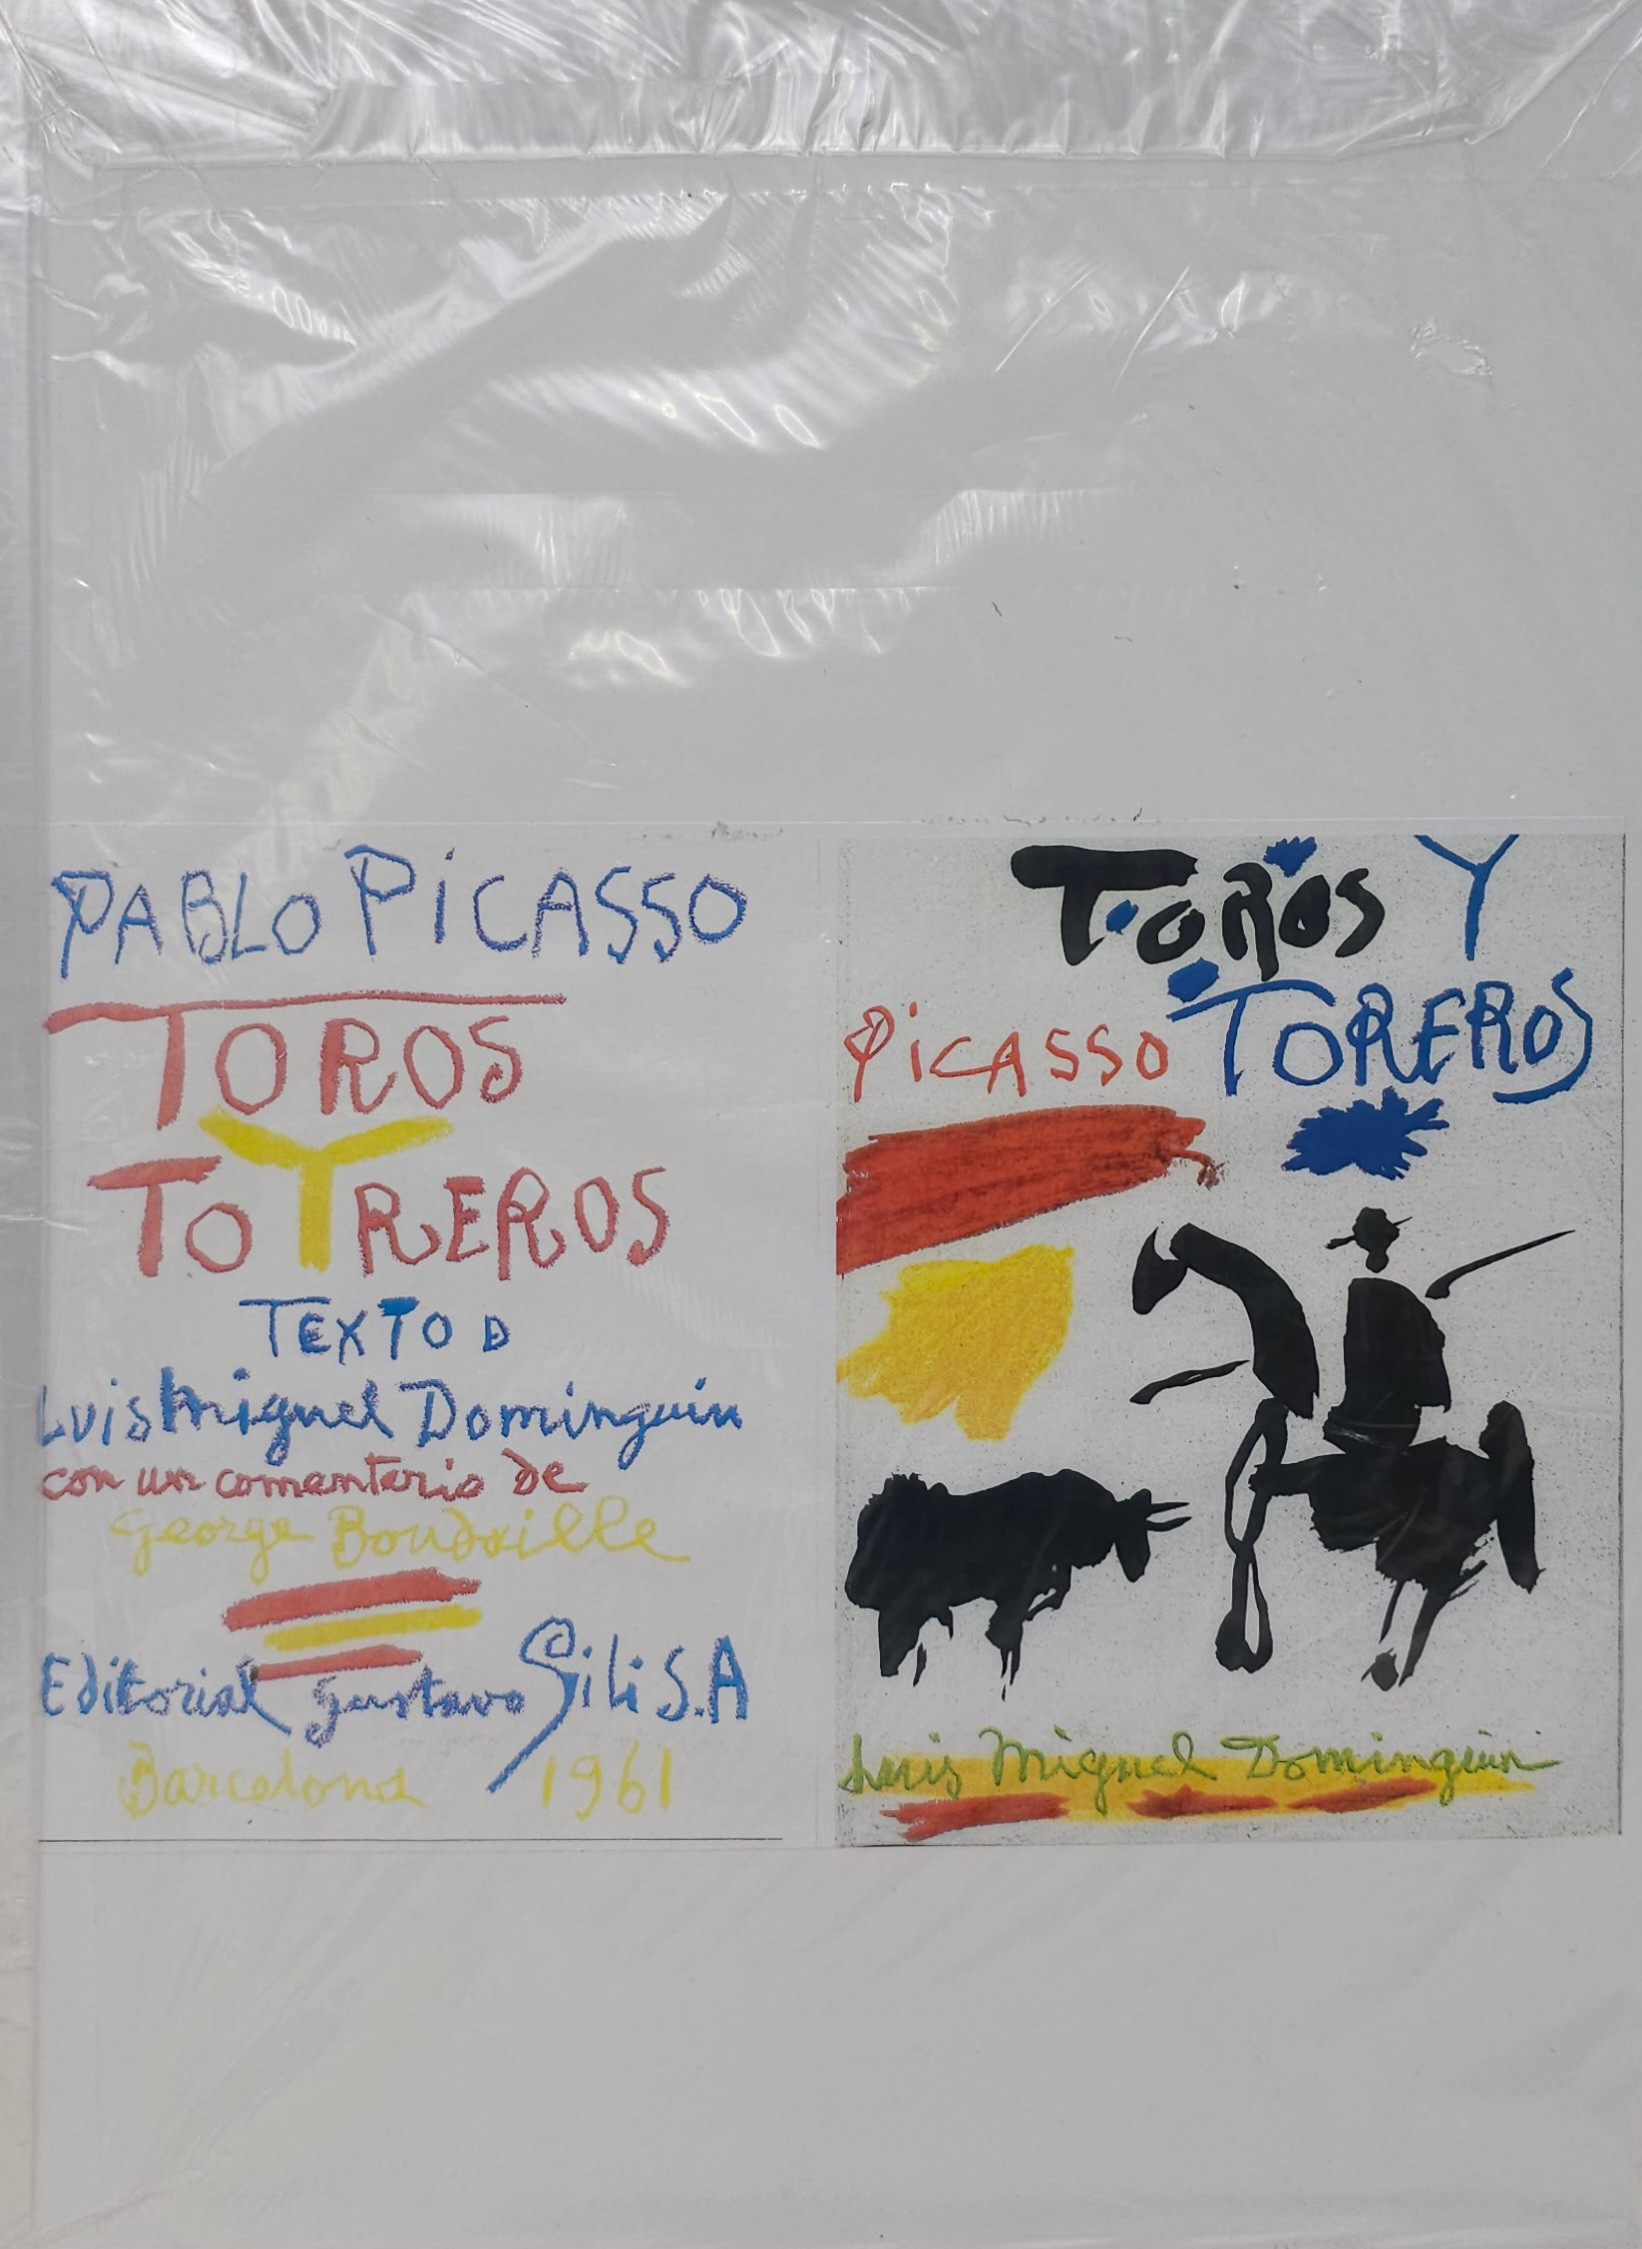 PABLO PiCASSO
TOROS
Y
TOREROS
TEXTO D
Luis Miguel Dominguin
con un comentario de
George Boudaille
Editorial Gustavo Gili S.A
Barcelona 1961
TOROS Y
PiCASSO TOREROS
Luis Miguel Dominguin